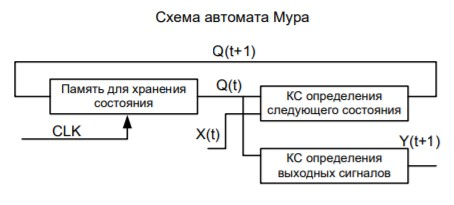 Схема автомата Мура
Q(t+1)
Память для хранения
состояния
Q(t)
КС определения
следующего состояния
CLK
X(t)
Y(t+1)
КС определения
выходных сигналов